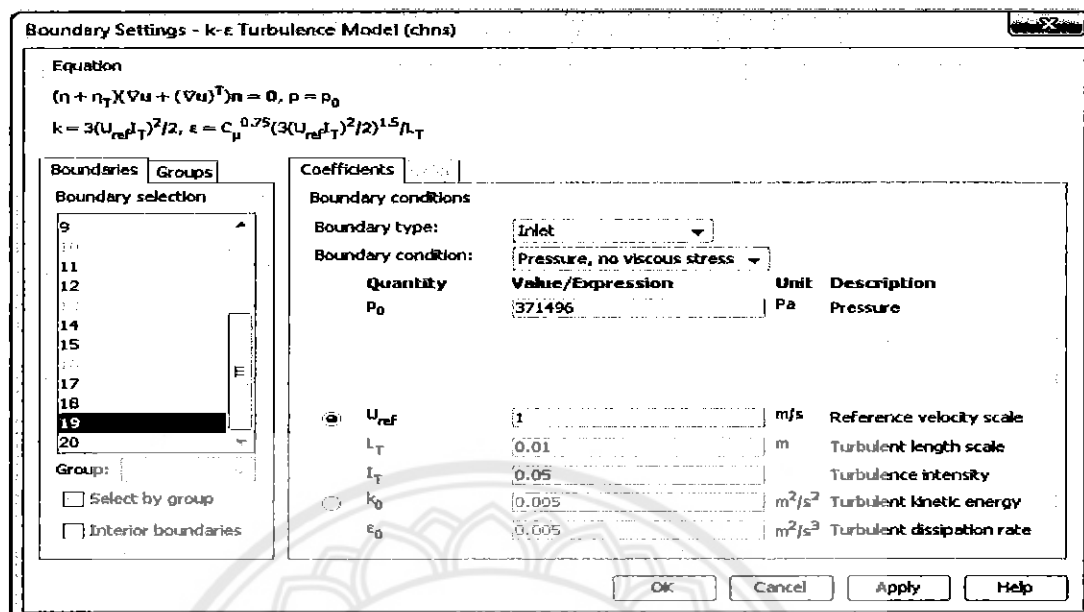 Boundary Settings - k-ε Turbulence Model (chns)
Equation
(η + η_T)(∇u + (∇u)^T)n = 0, p = p_0
k = 3(U_ref I_T)^2/2, ε = C_μ^0.75(3(U_ref I_T)^2/2)^1.5/L_T
Boundaries Groups
Boundary selection
9
10
11
12
14
15
17
18
19
20
Group:
Select by group
Interior boundaries
Coefficients
Boundary conditions
Boundary type: Inlet
Boundary condition: Pressure, no viscous stress
Quantity Value/Expression Unit Description
p_0 371496 Pa Pressure
U_ref 1 m/s Reference velocity scale
L_T 0.01 m Turbulent length scale
I_T 0.05 Turbulence intensity
k_0 0.005 m^2/s^2 Turbulent kinetic energy
ε_0 0.005 m^2/s^3 Turbulent dissipation rate
OK Cancel Apply Help